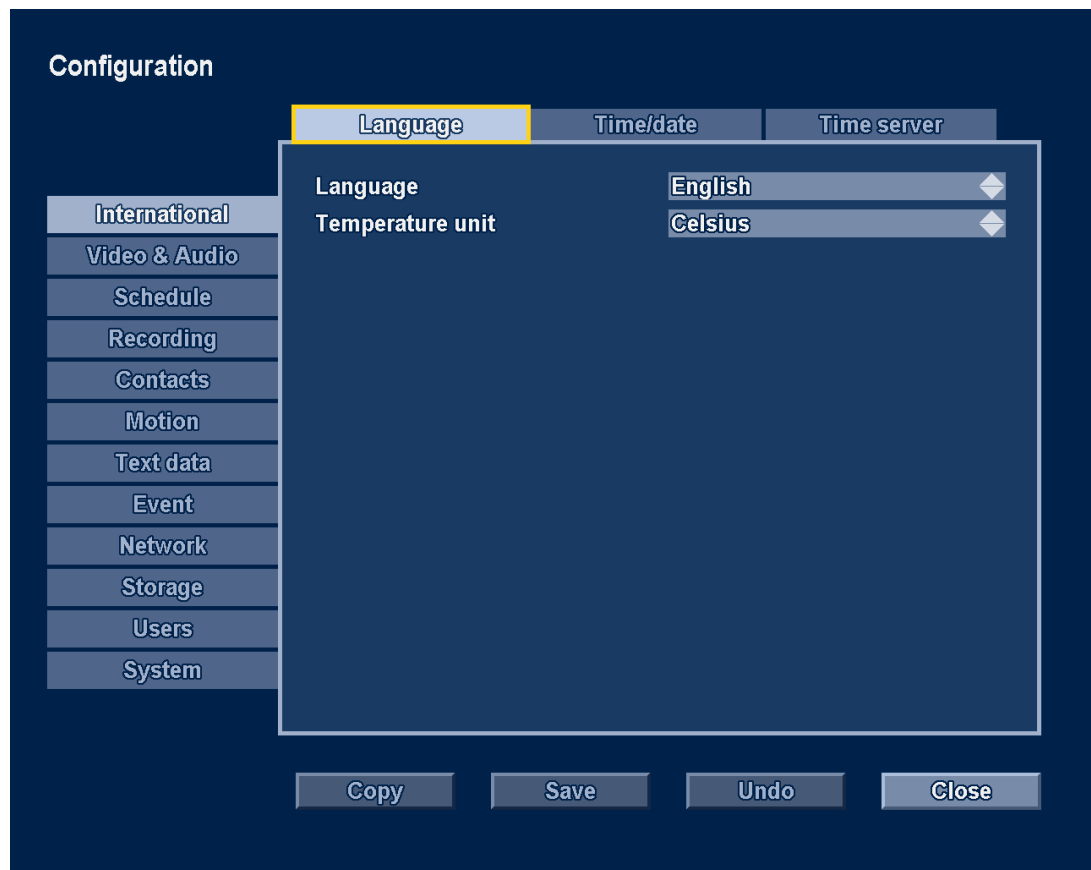 Configuration
Language Time/date Time server
Language English
Temperature unit Celsius
International
Video & Audio
Schedule
Recording
Contacts
Motion
Text data
Event
Network
Storage
Users
System
Copy Save Undo Close